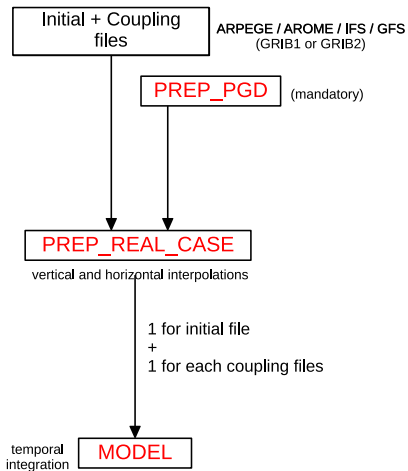 Initial + Coupling
files
ARPEGE / AROME / IFS / GFS
(GRIB1 or GRIB2)
PREP_PGD
(mandatory)
PREP_REAL_CASE
vertical and horizontal interpolations
1 for initial file
+
1 for each coupling files
temporal
integration
MODEL